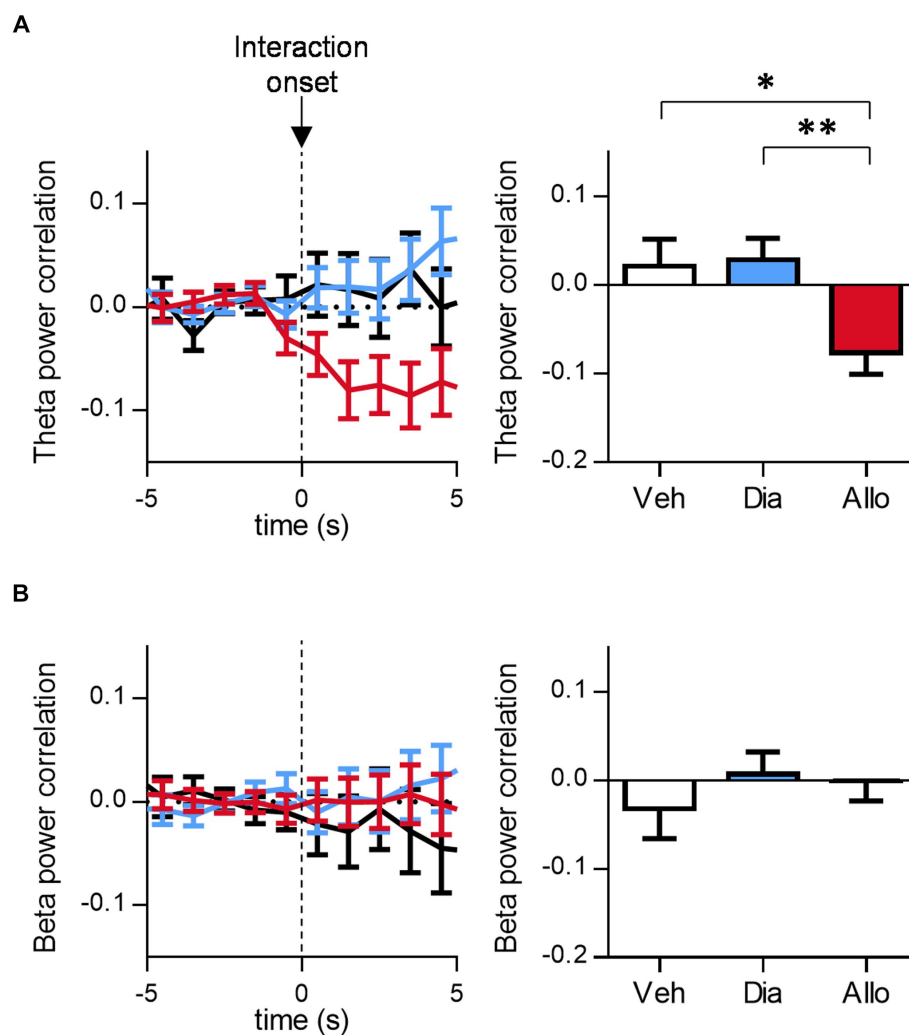 A
Interaction
onset
*
**
Theta power correlation
0.1
0.0
-0.1
-5
0
5
time (s)
Theta power correlation
0.1
0.0
-0.1
-0.2
Veh
Dia
Allo
B
Beta power correlation
0.1
0.0
-0.1
-5
0
5
time (s)
Beta power correlation
0.1
0.0
-0.1
-0.2
Veh
Dia
Allo